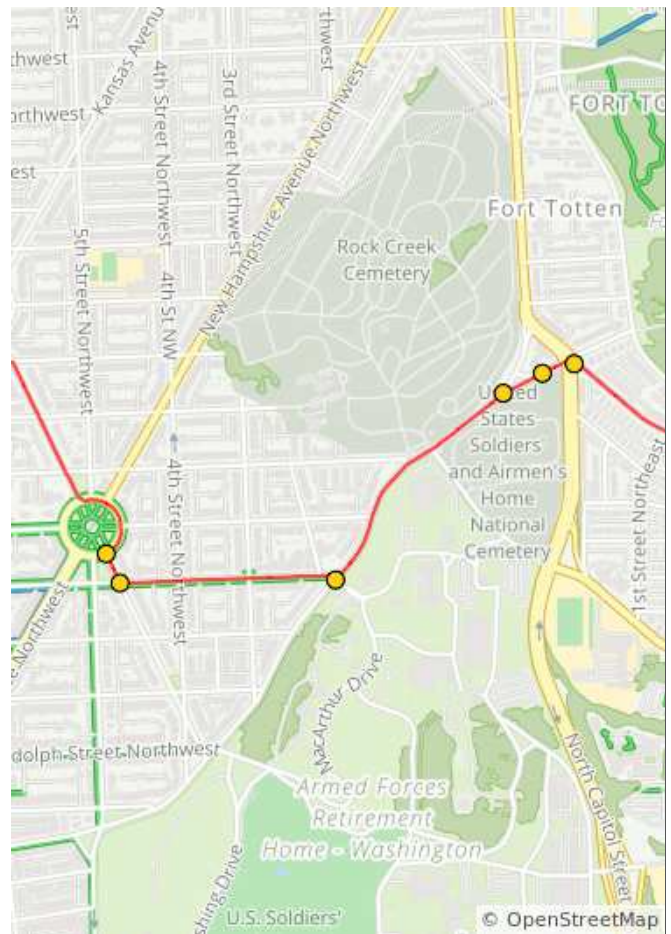 thwest
Kansas Avenu
4th Street Northwest
3rd Street Northwest
New Hampshire Avenue Northwest
orthwest
FORT TO
est
Fort Totten
5th Street Northwest
Rock Creek
Cemetery
4th St NW
United
States
Soldiers
and Airmen's
Home
National
Cemetery
4th Street Northwest
1st Street Northeast
e Northwest
MacArthur Drive
dolph Street Northwest
North Capitol Street
Armed Forces
Retirement
Home - Washington
shing Drive
U.S. Soldiers'
© OpenStreetMap